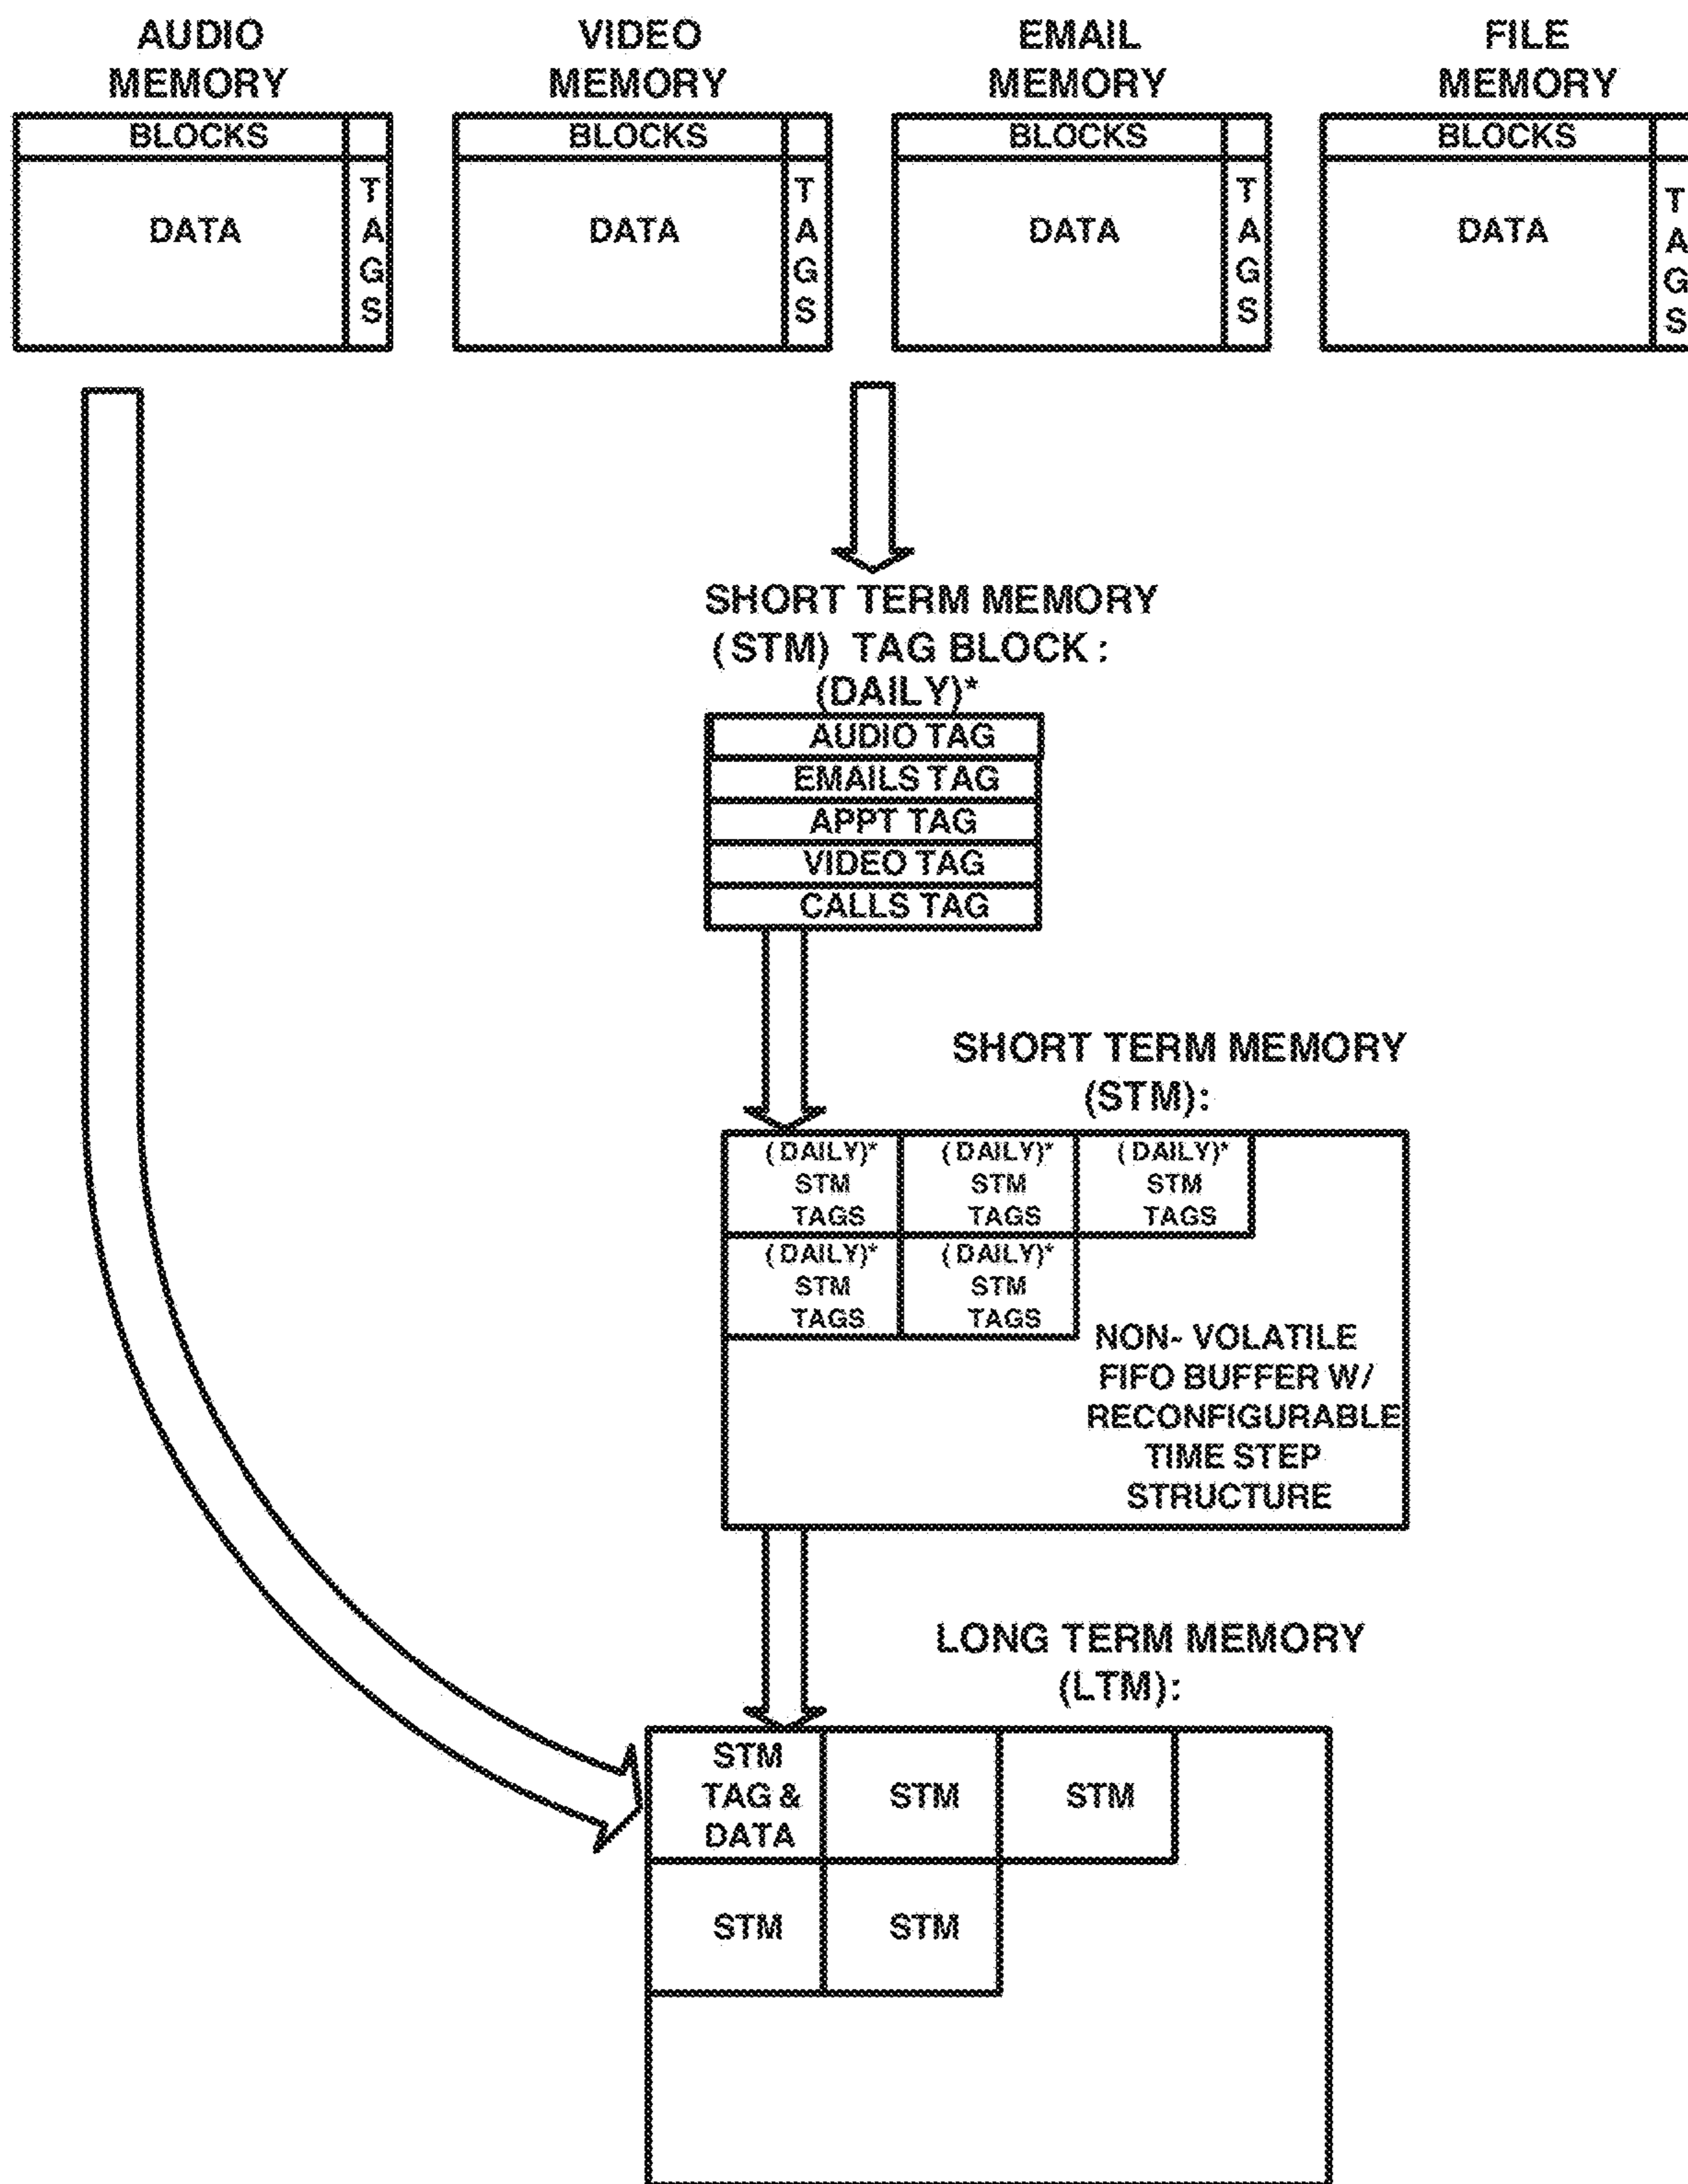 AUDIO
MEMORY
VIDEO
MEMORY
EMAIL
MEMORY
FILE
MEMORY
BLOCKS
DATA
TAGS
BLOCKS
DATA
TAGS
BLOCKS
DATA
TAGS
BLOCKS
DATA
TAGS
SHORT TERM MEMORY
(STM) TAG BLOCK :
(DAILY)*
AUDIO TAG
EMAILS TAG
APPT TAG
VIDEO TAG
CALLS TAG
SHORT TERM MEMORY
(STM):
(DAILY)*
STM
TAGS
(DAILY)*
STM
TAGS
(DAILY)*
STM
TAGS
(DAILY)*
STM
TAGS
(DAILY)*
STM
TAGS
NON- VOLATILE
FIFO BUFFER W/
RECONFIGURABLE
TIME STEP
STRUCTURE
LONG TERM MEMORY
(LTM):
STM
TAG &
DATA
STM
STM
STM
STM